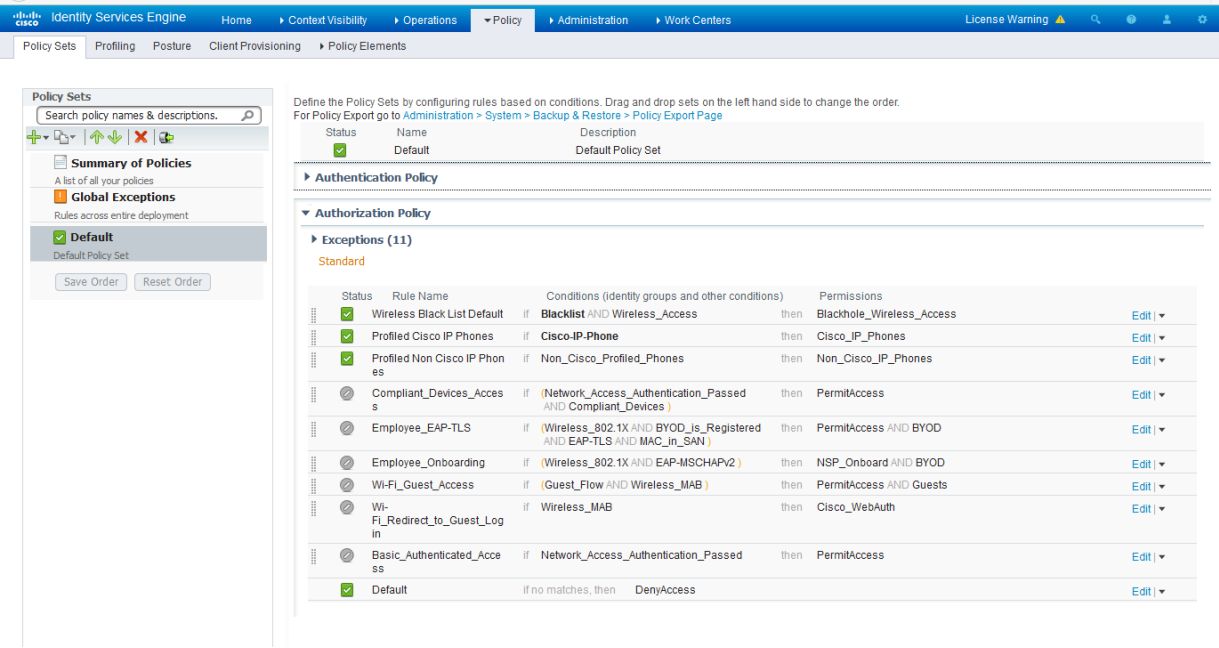 cisco Identity Services Engine Home Context Visibility Operations Policy Administration Work Centers License Warning
Policy Sets Profiling Posture Client Provisioning Policy Elements
Policy Sets
Search policy names & descriptions.
Summary of Policies
A list of all your policies
Global Exceptions
Rules across entire deployment
Default
Default Policy Set
Save Order Reset Order
Define the Policy Sets by configuring rules based on conditions. Drag and drop sets on the left hand side to change the order.
For Policy Export go to Administration > System > Backup & Restore > Policy Export Page
Status Name Description
Default Default Policy Set
Authentication Policy
Authorization Policy
Exceptions (11)
Standard
Status Rule Name Conditions (identity groups and other conditions) Permissions
Wireless Black List Default if Blacklist AND Wireless_Access then Blackhole_Wireless_Access Edit |
Profiled Cisco IP Phones if Cisco-IP-Phone then Cisco_IP_Phones Edit |
Profiled Non Cisco IP Phon if Non_Cisco_Profiled_Phones then Non_Cisco_IP_Phones Edit |
es
Compliant_Devices_Acces if (Network_Access_Authentication_Passed then PermitAccess Edit |
s AND Compliant_Devices )
Employee_EAP-TLS if (Wireless_802.1X AND BYOD_is_Registered then PermitAccess AND BYOD Edit |
AND EAP-TLS AND MAC_in_SAN )
Employee_Onboarding if (Wireless_802.1X AND EAP-MSCHAPv2 ) then NSP_Onboard AND BYOD Edit |
Wi-Fi_Guest_Access if (Guest_Flow AND Wireless_MAB ) then PermitAccess AND Guests Edit |
Wi- if Wireless_MAB then Cisco_WebAuth Edit |
Fi_Redirect_to_Guest_Log
in
Basic_Authenticated_Acce if Network_Access_Authentication_Passed then PermitAccess Edit |
ss
Default if no matches, then DenyAccess Edit |